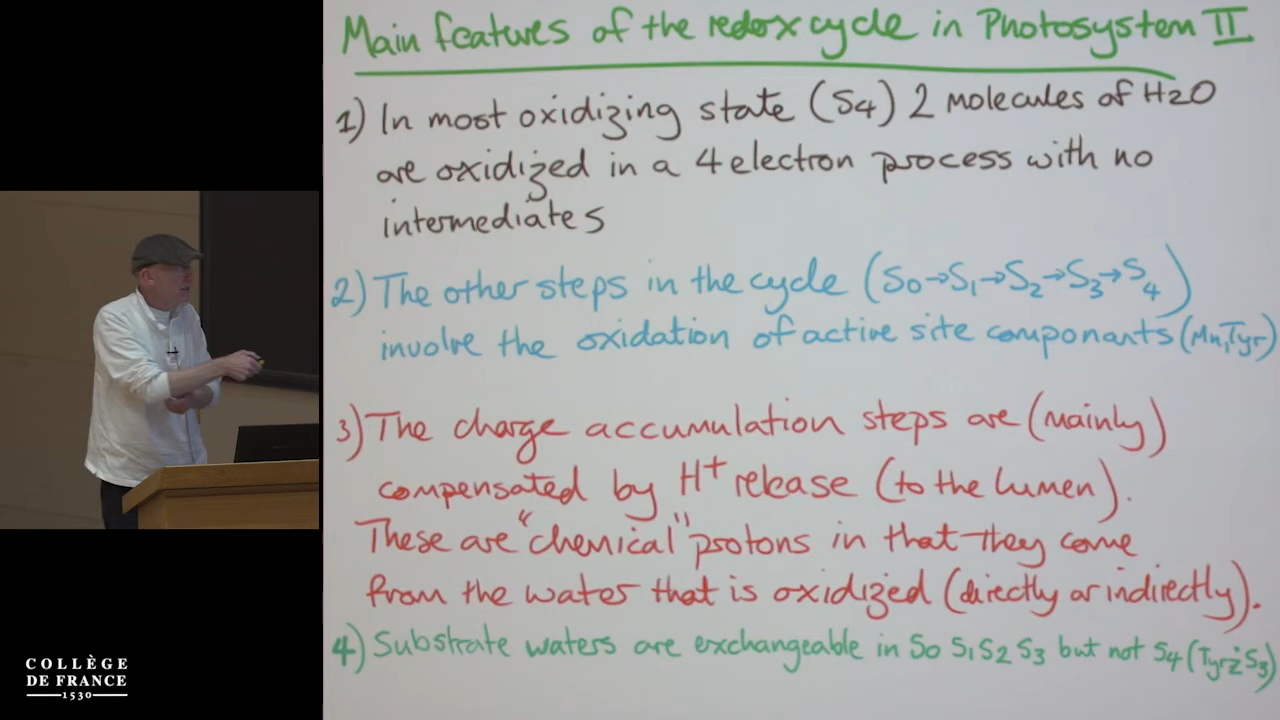 Main features of the redox cycle in Photosystem II
1) In most oxidizing state (S4) 2 molecules of H2O
are oxidized in a 4 electron process with no
intermediates
2) The other steps in the cycle (S0→S1→S2→S3→S4)
involve the oxidation of active site componants (Mn, Tyr)
3) The charge accumulation steps are (mainly)
compensated by H+ release (to the lumen).
These are "chemical" protons in that they come
from the water that is oxidized (directly or indirectly).
4) Substrate waters are exchangeable in S0 S1 S2 S3 but not S4 (Tyrz·S3)
COLLÈGE
DE FRANCE
1530